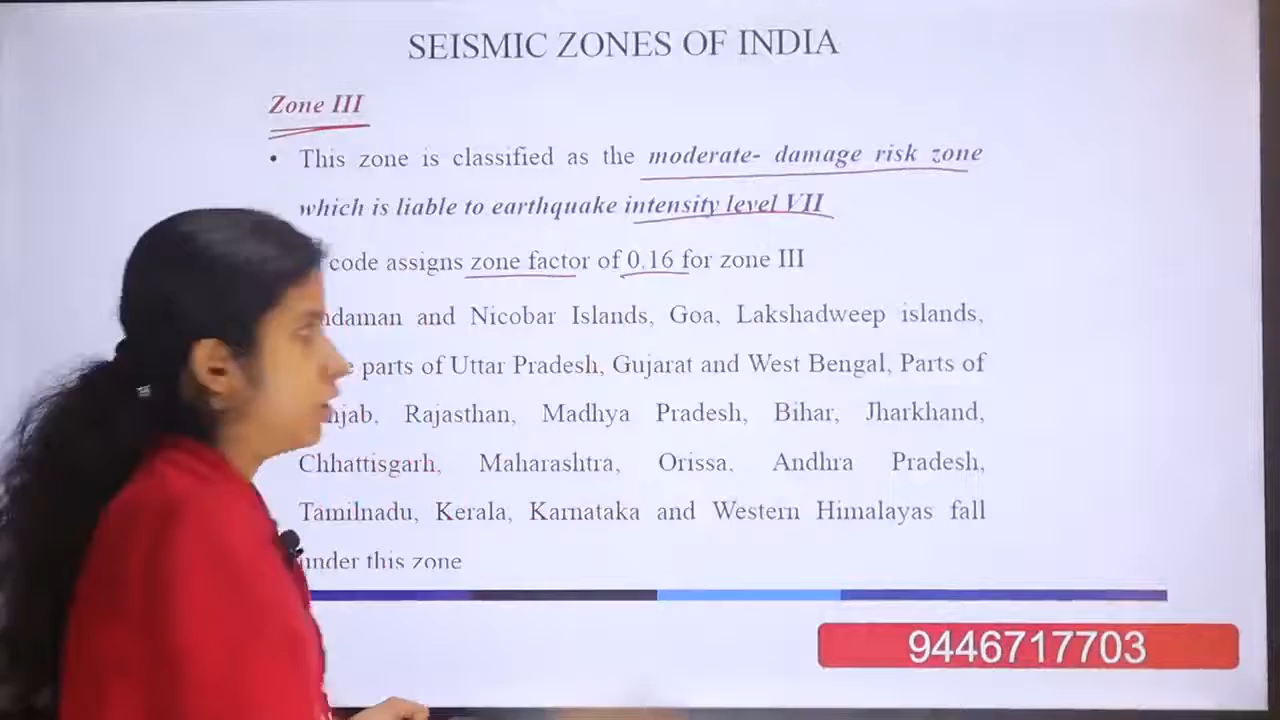 SEISMIC ZONES OF INDIA
Zone III
• This zone is classified as the moderate- damage risk zone
which is liable to earthquake intensity level VII
code assigns zone factor of 0.16 for zone III
and Nicobar Islands, Goa, Lakshadweep islands,
parts of Uttar Pradesh, Gujarat and West Bengal, Parts of
Rajasthan, Madhya Pradesh, Bihar, Jharkhand,
Chhattisgarh, Maharashtra, Orissa, Andhra Pradesh,
Tamilnadu, Kerala, Karnataka and Western Himalayas fall
under this zone
9446717703